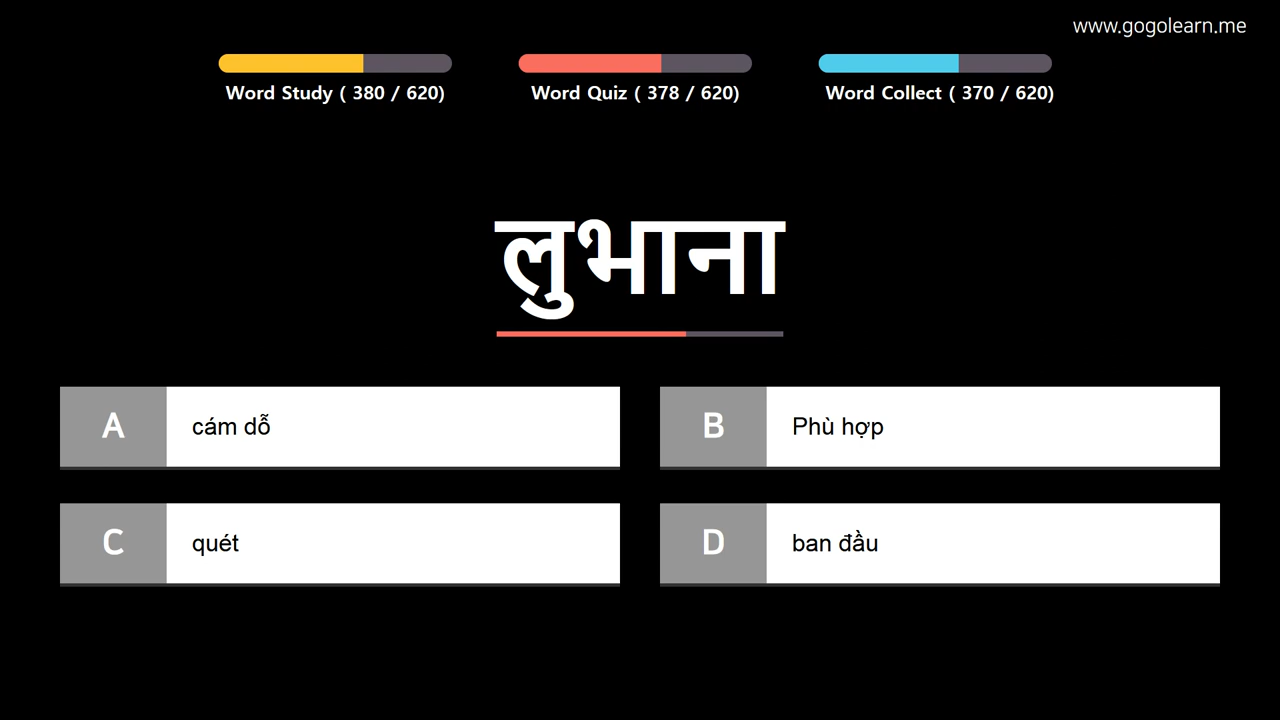 www.gogolearn.me
Word Study ( 380 / 620)
Word Quiz ( 378 / 620)
Word Collect ( 370 / 620)
लुभाना
A
cám dỗ
B
Phù hợp
C
quét
D
ban đầu